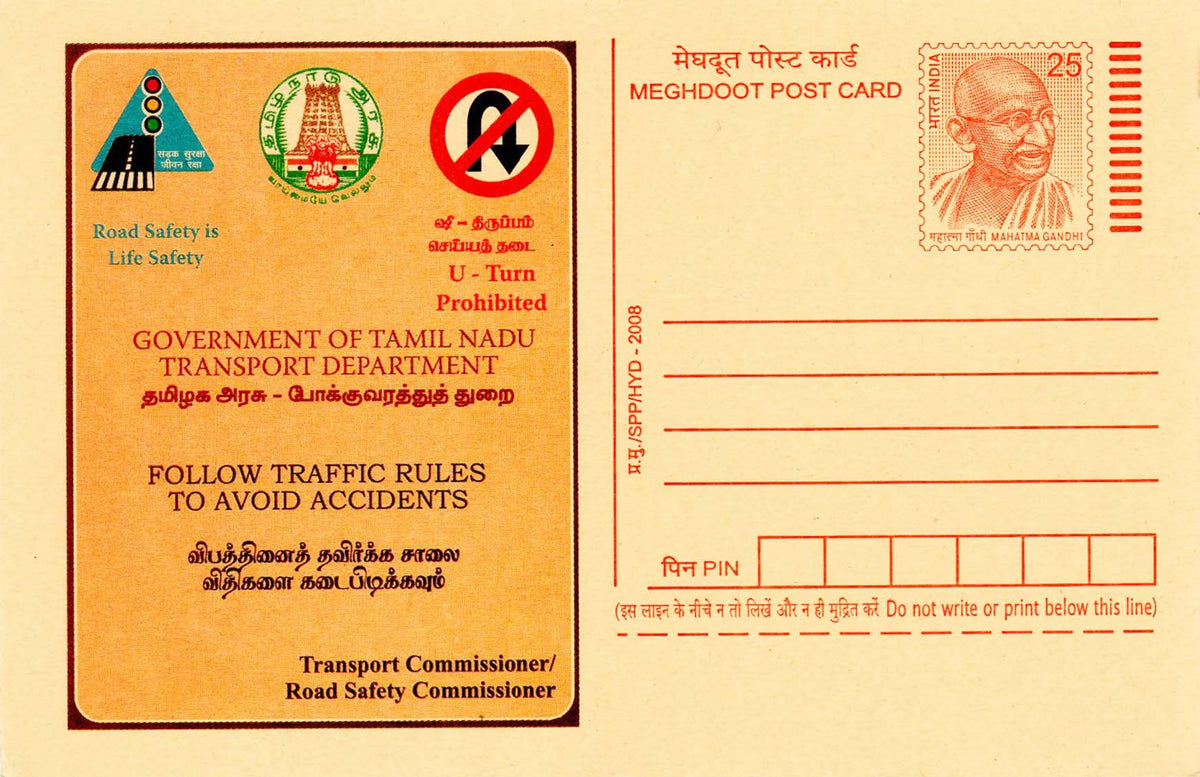 सड़क सुरक्षा
जीवन रक्षा
Road Safety is
Life Safety
தமிழ்நாடு அரசு
வாய்மையே வெல்லும்
ஷீ - திருப்பம்
செய்யத் தடை
U - Turn
Prohibited
GOVERNMENT OF TAMIL NADU
TRANSPORT DEPARTMENT
தமிழக அரசு - போக்குவரத்துத் துறை
FOLLOW TRAFFIC RULES
TO AVOID ACCIDENTS
விபத்தினைத் தவிர்க்க சாலை
விதிகளை கடைபிடிக்கவும்
Transport Commissioner/
Road Safety Commissioner
मेघदूत पोस्ट कार्ड
MEGHDOOT POST CARD
भारत INDIA
25
महात्मा गाँधी MAHATMA GANDHI
प्र.मु./SPP/HYD - 2008
पिन PIN
(इस लाइन के नीचे न तो लिखें और न ही मुद्रित करें Do not write or print below this line)